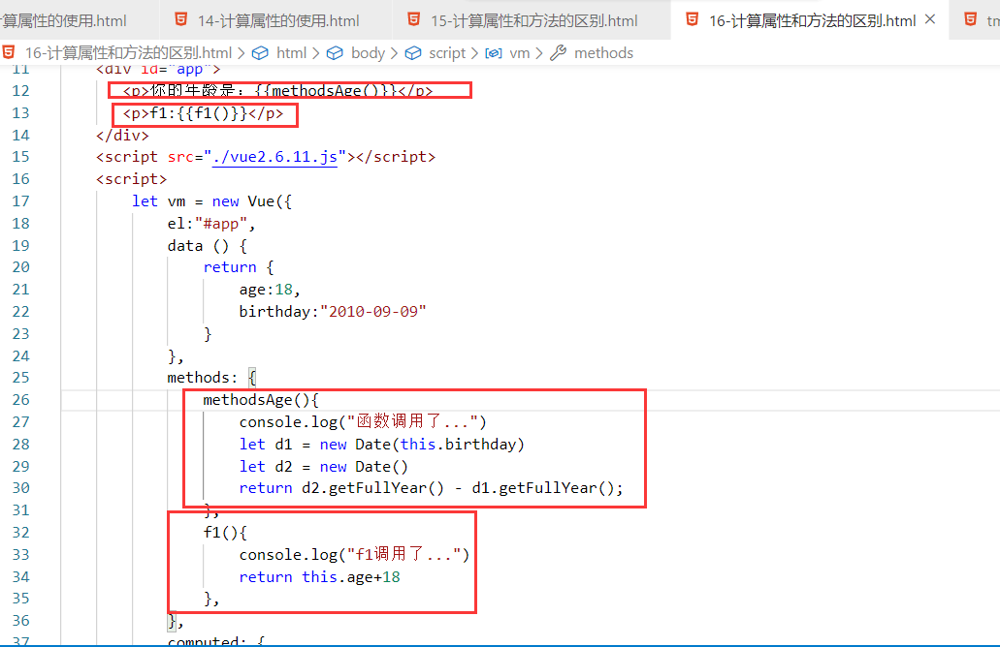 计算属性的使用.html 14-计算属性的使用.html 15-计算属性和方法的区别.html 16-计算属性和方法的区别.html
16-计算属性和方法的区别.html > html > body > script > vm > methods
11 <div id="app">
12 <p>你的年龄是：{{methodsAge()}}</p>
13 <p>f1:{{f1()}}</p>
14 </div>
15 <script src="./vue2.6.11.js"></script>
16 <script>
17 let vm = new Vue({
18 el:"#app",
19 data () {
20 return {
21 age:18,
22 birthday:"2010-09-09"
23 }
24 },
25 methods: {
26 methodsAge(){
27 console.log("函数调用了...")
28 let d1 = new Date(this.birthday)
29 let d2 = new Date()
30 return d2.getFullYear() - d1.getFullYear();
31 },
32 f1(){
33 console.log("f1调用了...")
34 return this.age+18
35 },
36 },
37 computed: {